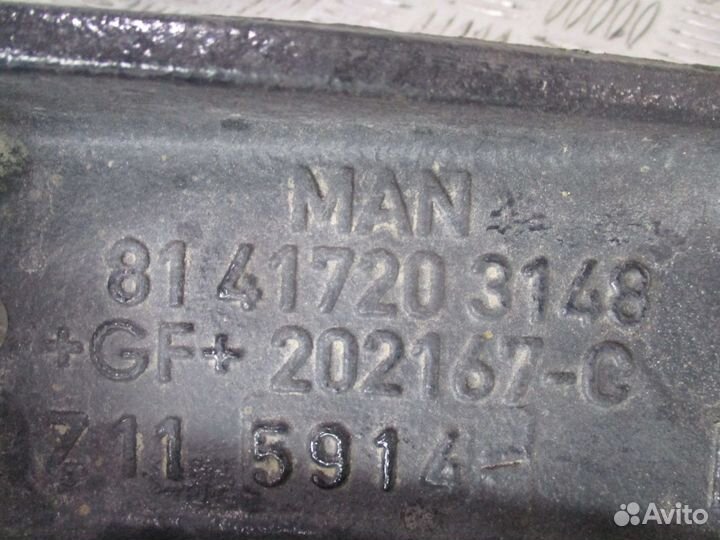 MAN
81 41720 3148
+GF+ 202167-C
Z11 5914-
Avito